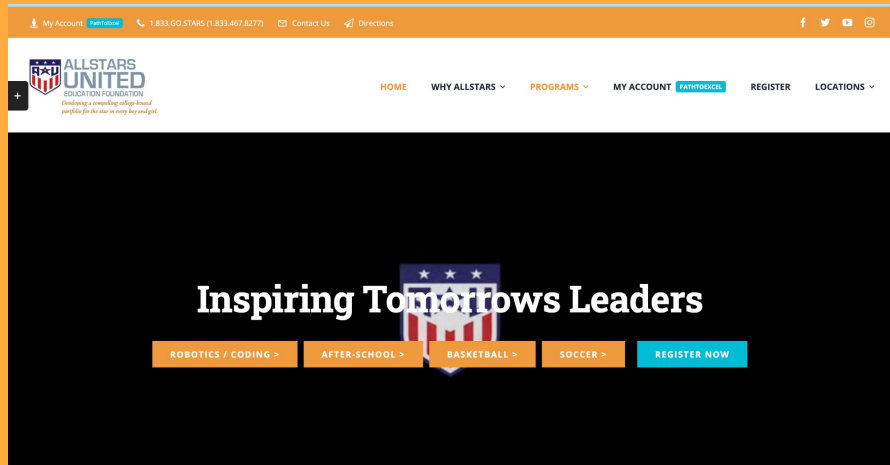 My Account PathToExcel 1.833.GO.STARS (1.833.467.8277) Contact Us Directions
ALLSTARS
UNITED
EDUCATION FOUNDATION
Developing a compelling college-bound
portfolio for the star in every boy and girl.
HOME WHY ALLSTARS PROGRAMS MY ACCOUNT PATHTOEXCEL REGISTER LOCATIONS
Inspiring Tomorrows Leaders
ROBOTICS / CODING > AFTER-SCHOOL > BASKETBALL > SOCCER > REGISTER NOW